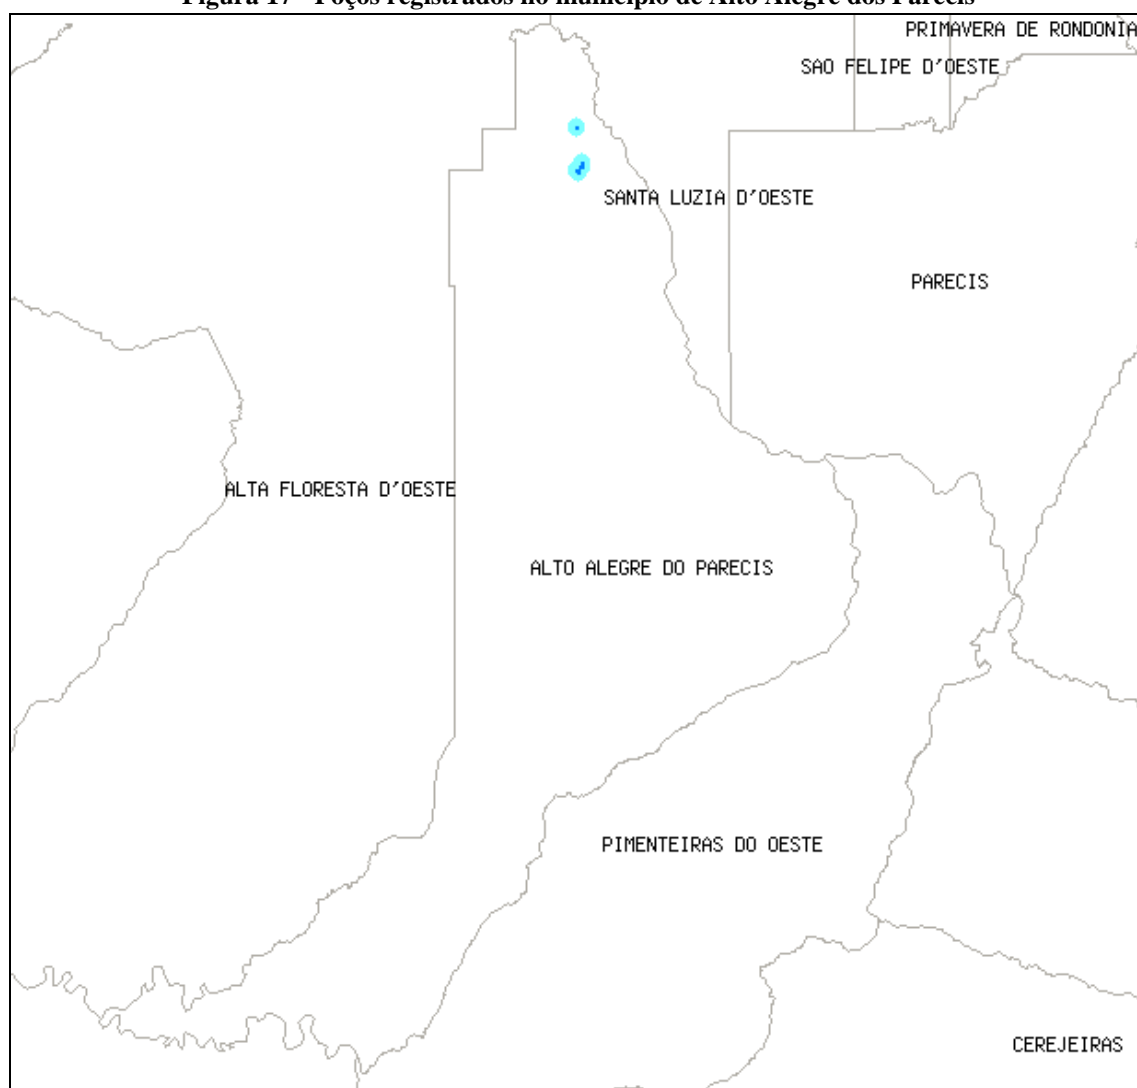 Figura 17 - Poços registrados no município de Alto Alegre dos Parecis
PRIMAVERA DE RONDONIA
SAO FELIPE D'OESTE
SANTA LUZIA D'OESTE
PARECIS
ALTA FLORESTA D'OESTE
ALTO ALEGRE DO PARECIS
PIMENTEIRAS DO OESTE
CEREJEIRAS